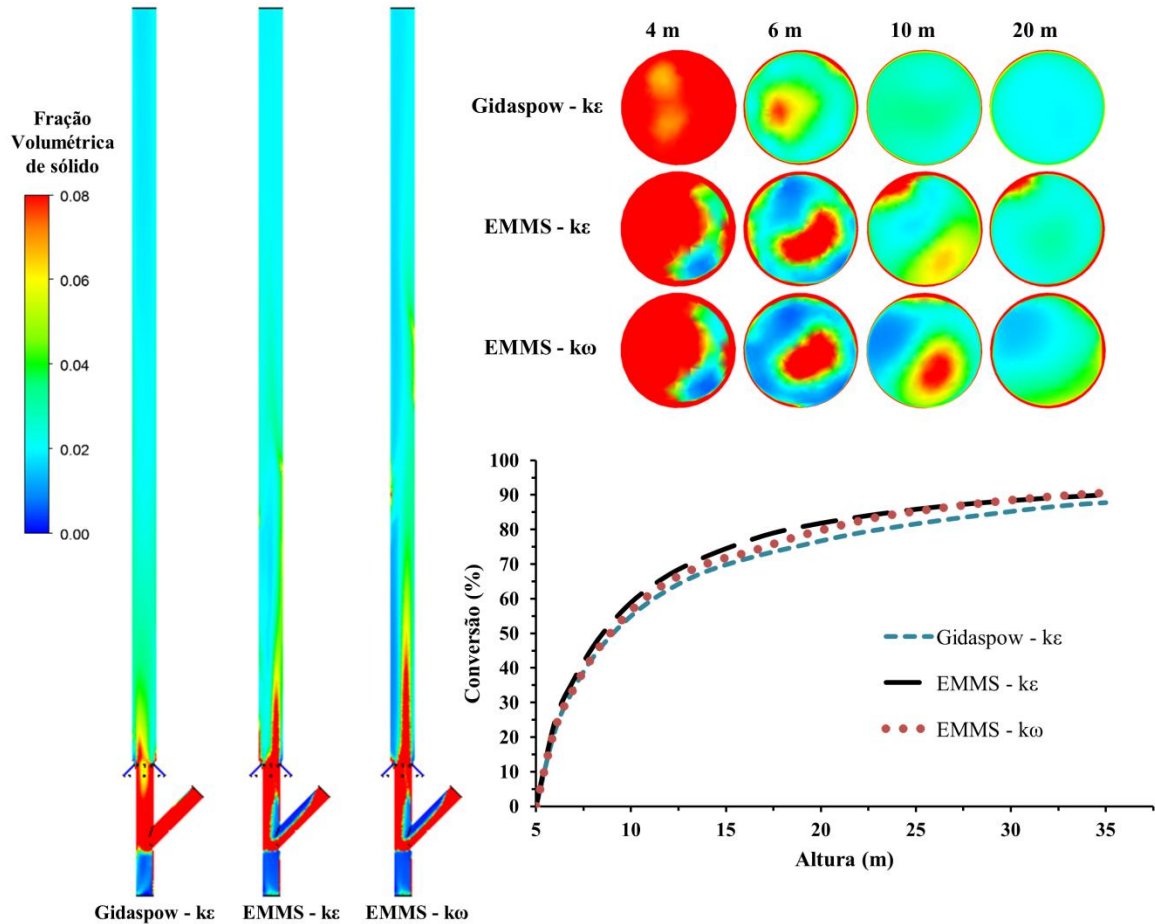 Fração
Volumétrica
de sólido
0.08
0.06
0.04
0.02
0.00
Gidaspow - kε
EMMS - kε
EMMS - kω
4 m
6 m
10 m
20 m
Gidaspow - kε
EMMS - kε
EMMS - kω
Conversão (%)
100
90
80
70
60
50
40
30
20
10
0
5
10
15
20
25
30
35
Altura (m)
Gidaspow - kε
EMMS - kε
EMMS - kω